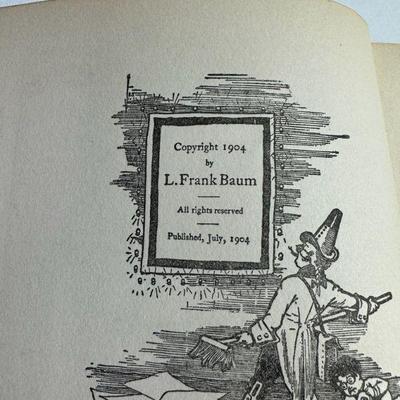 Copyright 1904
by
L. Frank Baum
All rights reserved
Published, July, 1904